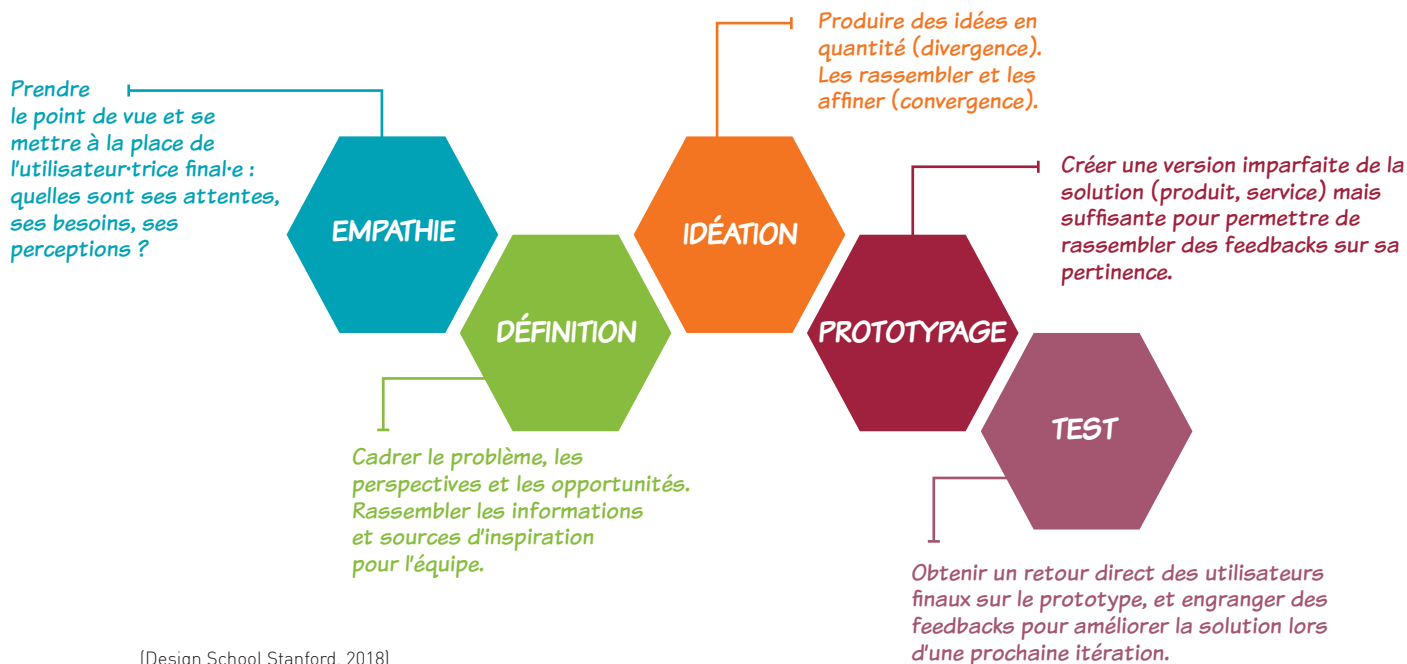 Prendre
le point de vue et se
mettre à la place de
l'utilisateur·trice final·e :
quelles sont ses attentes,
ses besoins, ses
perceptions ?
EMPATHIE
DÉFINITION
Cadrer le problème, les
perspectives et les opportunités.
Rassembler les informations
et sources d'inspiration
pour l'équipe.
Produire des idées en
quantité (divergence).
Les rassembler et les
affiner (convergence).
IDÉATION
Créer une version imparfaite de la
solution (produit, service) mais
suffisante pour permettre de
rassembler des feedbacks sur sa
pertinence.
PROTOTYPAGE
TEST
Obtenir un retour direct des utilisateurs
finaux sur le prototype, et engranger des
feedbacks pour améliorer la solution lors
d'une prochaine itération.
(Design School Stanford, 2018)